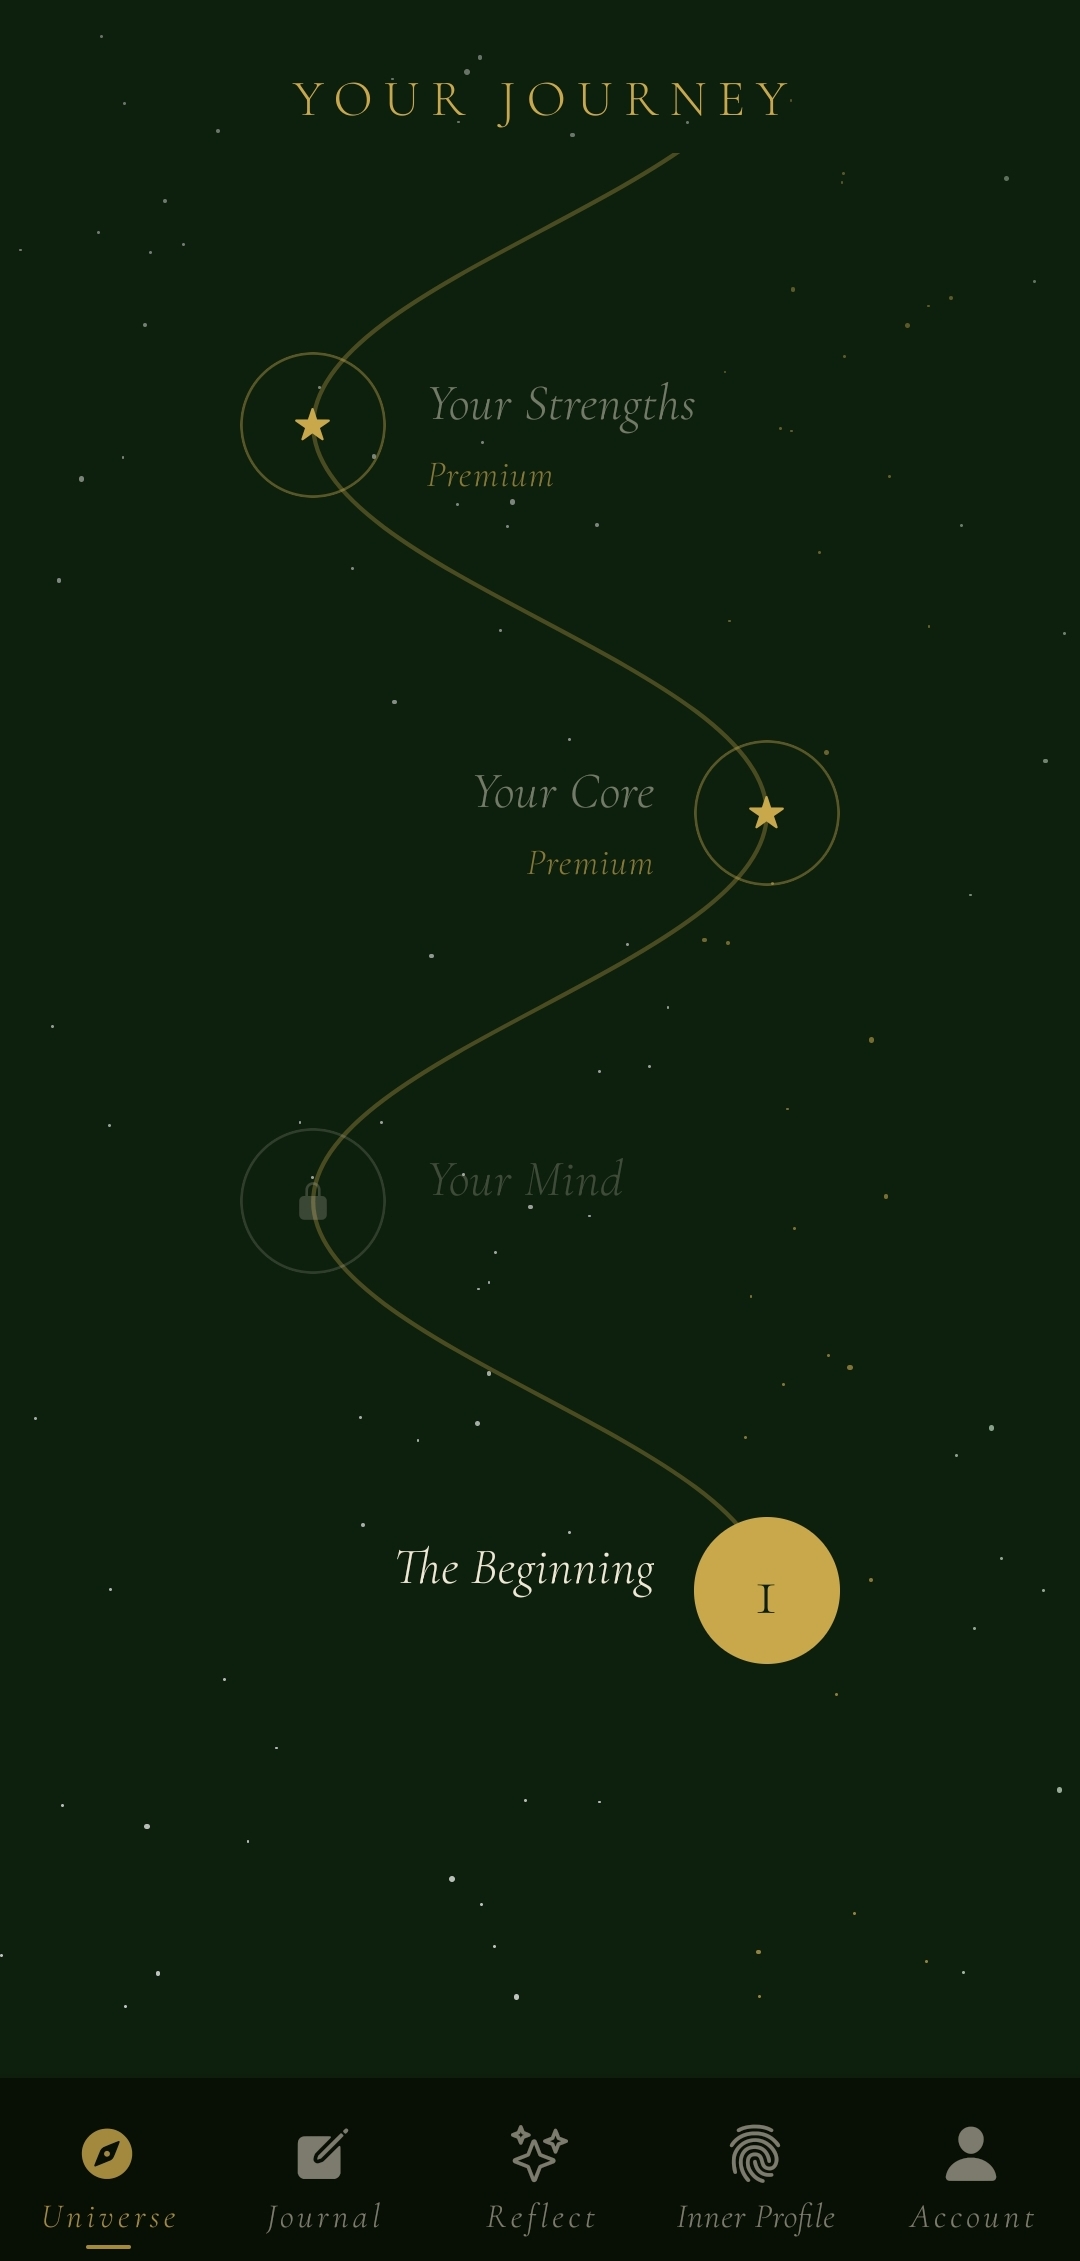 YOUR JOURNEY
Your Strengths
Premium
Your Core
Premium
Your Mind
The Beginning
I
Universe
Journal
Reflect
Inner Profile
Account